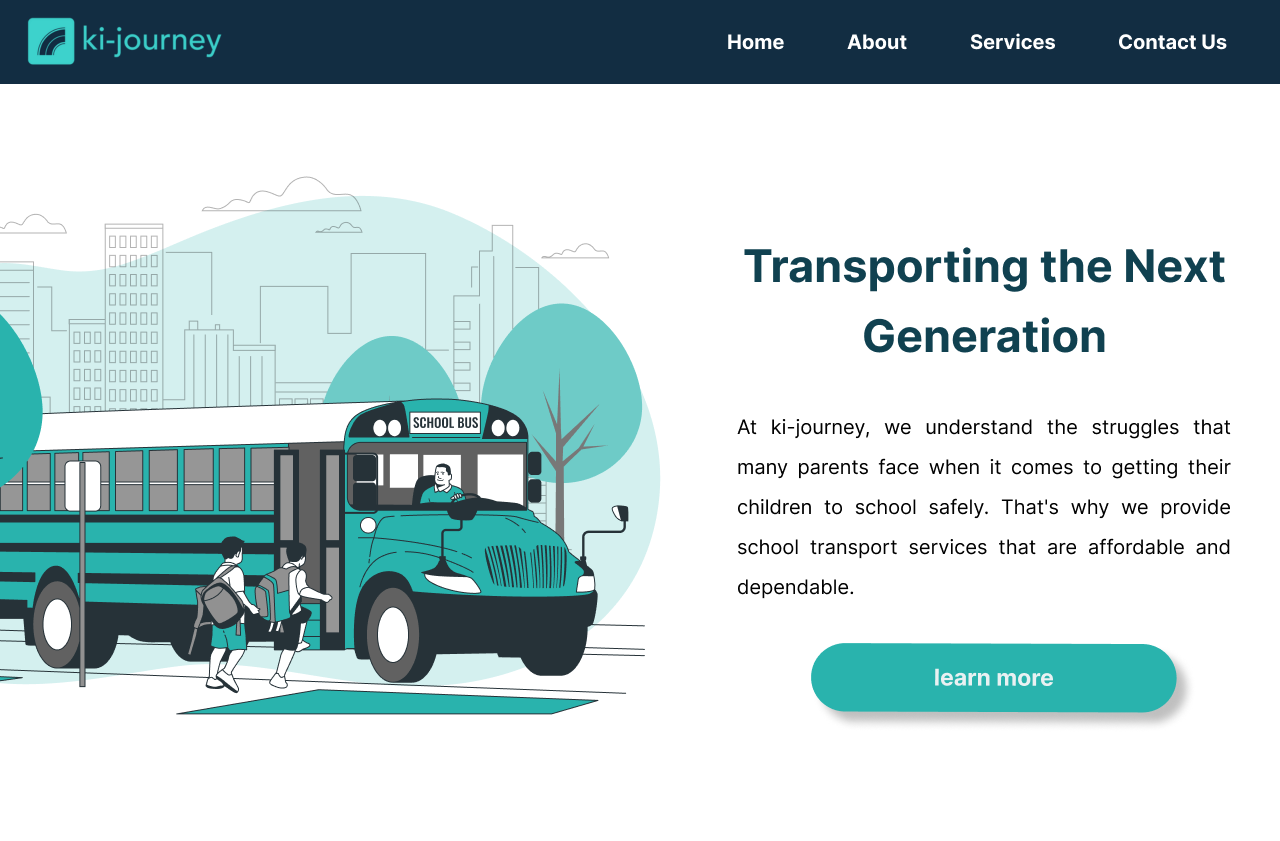 ki-journey
Home About Services Contact Us
SCHOOL BUS
Transporting the Next
Generation
At ki-journey, we understand the struggles that
many parents face when it comes to getting their
children to school safely. That's why we provide
school transport services that are affordable and
dependable.
learn more